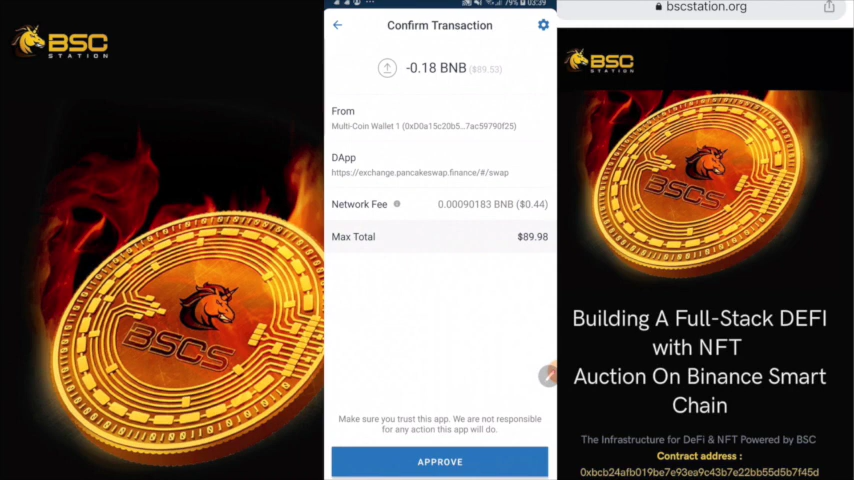 BSC
STATION
BSCS
79% 03:39
Confirm Transaction
-0.18 BNB ($89.53)
From
Multi-Coin Wallet 1 (0xD0a15c20b5...7ac59790f25)
DApp
https://exchange.pancakeswap.finance/#/swap
Network Fee
0.00090183 BNB ($0.44)
Max Total
$89.98
Make sure you trust this app. We are not responsible
for any action this app will do.
APPROVE
bscstation.org
BSC
STATION
BSCS
Building A Full-Stack DEFI
with NFT
Auction On Binance Smart
Chain
The Infrastructure for DeFi & NFT Powered by BSC
Contract address :
0xbcb24afb019be7e93ea9c43b7e22bb55d5b7f45d